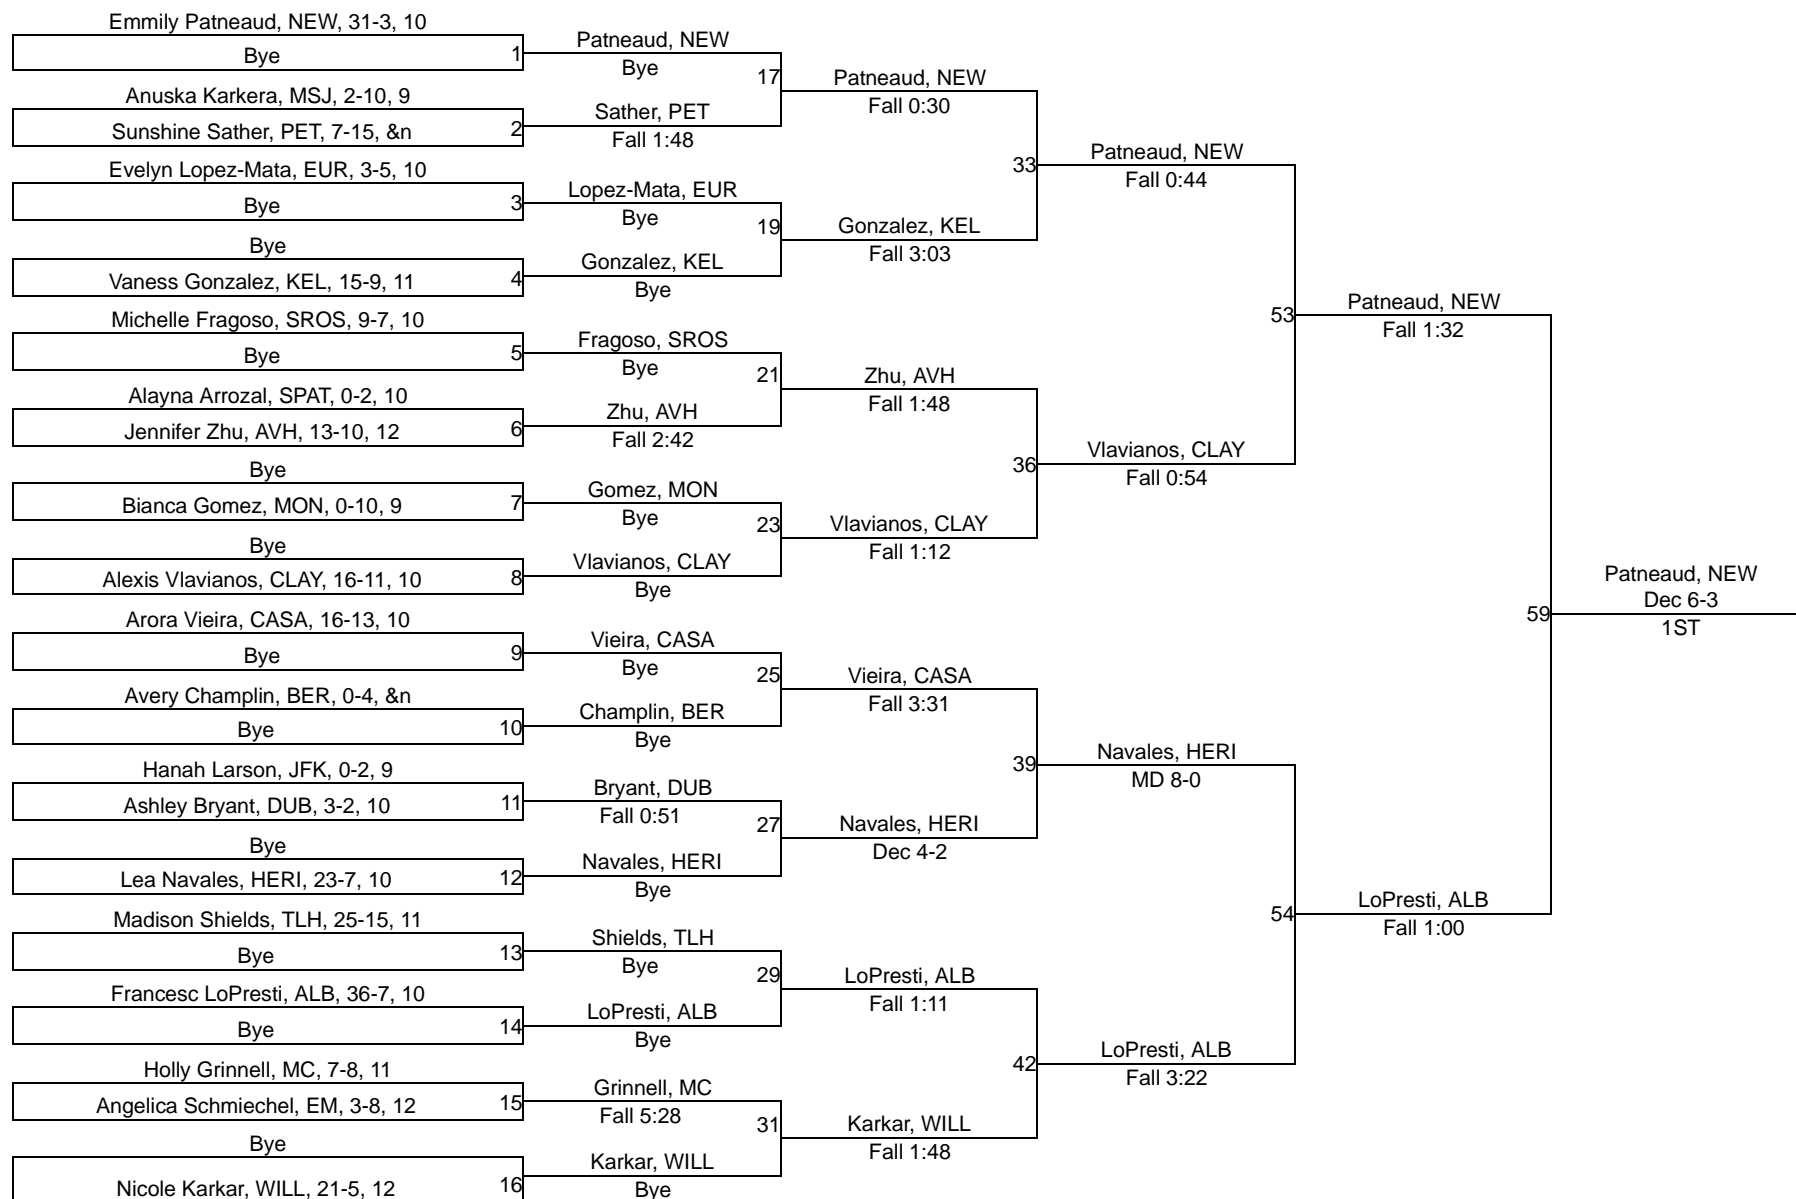 Emmily Patneaud, NEW, 31-3, 10
Bye
1
Anuska Karkera, MSJ, 2-10, 9
Sunshine Sather, PET, 7-15, &n
2
Evelyn Lopez-Mata, EUR, 3-5, 10
Bye
3
Bye
Vaness Gonzalez, KEL, 15-9, 11
4
Michelle Fragoso, SROS, 9-7, 10
Bye
5
Alayna Arrozal, SPAT, 0-2, 10
Jennifer Zhu, AVH, 13-10, 12
6
Bye
Bianca Gomez, MON, 0-10, 9
7
Bye
Alexis Vlavianos, CLAY, 16-11, 10
8
Arora Vieira, CASA, 16-13, 10
Bye
9
Avery Champlin, BER, 0-4, &n
Bye
10
Hanah Larson, JFK, 0-2, 9
Ashley Bryant, DUB, 3-2, 10
11
Bye
Lea Navales, HERI, 23-7, 10
12
Madison Shields, TLH, 25-15, 11
Bye
13
Francesc LoPresti, ALB, 36-7, 10
Bye
14
Holly Grinnell, MC, 7-8, 11
Angelica Schmiechel, EM, 3-8, 12
15
Bye
Nicole Karkar, WILL, 21-5, 12
16
Patneaud, NEW
Bye
17
Sather, PET
Fall 1:48
Lopez-Mata, EUR
Bye
19
Gonzalez, KEL
Bye
Fragoso, SROS
Bye
21
Zhu, AVH
Fall 2:42
Gomez, MON
Bye
23
Vlavianos, CLAY
Bye
Vieira, CASA
Bye
25
Champlin, BER
Bye
Bryant, DUB
Fall 0:51
27
Navales, HERI
Bye
Shields, TLH
Bye
29
LoPresti, ALB
Bye
Grinnell, MC
Fall 5:28
31
Karkar, WILL
Bye
Patneaud, NEW
Fall 0:30
33
Gonzalez, KEL
Fall 3:03
Zhu, AVH
Fall 1:48
36
Vlavianos, CLAY
Fall 1:12
Vieira, CASA
Fall 3:31
39
Navales, HERI
Dec 4-2
LoPresti, ALB
Fall 1:11
42
Karkar, WILL
Fall 1:48
Patneaud, NEW
Fall 0:44
53
Vlavianos, CLAY
Fall 0:54
Navales, HERI
MD 8-0
54
LoPresti, ALB
Fall 3:22
Patneaud, NEW
Fall 1:32
59
LoPresti, ALB
Fall 1:00
Patneaud, NEW
Dec 6-3
1ST